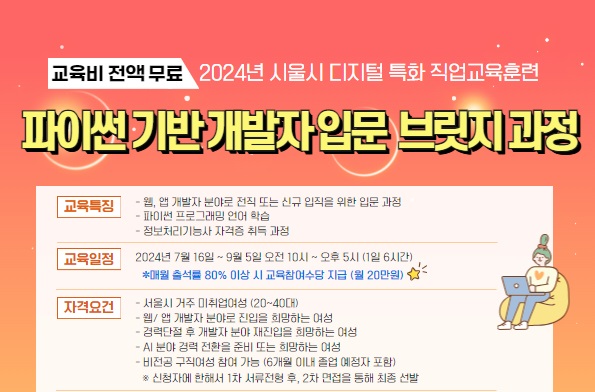 교육비 전액 무료 2024년 서울시 디지털 특화 직업교육훈련
파이썬 기반 개발자 입문 브릿지 과정
교육특징
- 웹, 앱 개발자 분야로 전직 또는 신규 입직을 위한 입문 과정
- 파이썬 프로그래밍 언어 학습
- 정보처리기능사 자격증 취득 과정
교육일정
2024년 7월 16일 ~ 9월 5일 오전 10시 ~ 오후 5시 (1일 6시간)
※매월 출석률 80% 이상 시 교육참여수당 지급 (월 20만원)
자격요건
- 서울시 거주 미취업여성 (20~40대)
- 웹/ 앱 개발자 분야로 진입을 희망하는 여성
- 경력단절 후 개발자 분야 재진입을 희망하는 여성
- AI 분야 경력 전환을 준비 또는 희망하는 여성
- 비전공 구직여성 참여 가능 (6개월 이내 졸업 예정자 포함)
※ 신청자에 한해서 1차 서류전형 후, 2차 면접을 통해 최종 선발